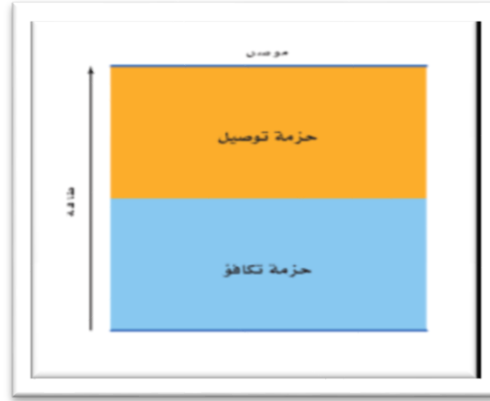 موصل
حزمة توصيل
طاقة
حزمة تكافؤ